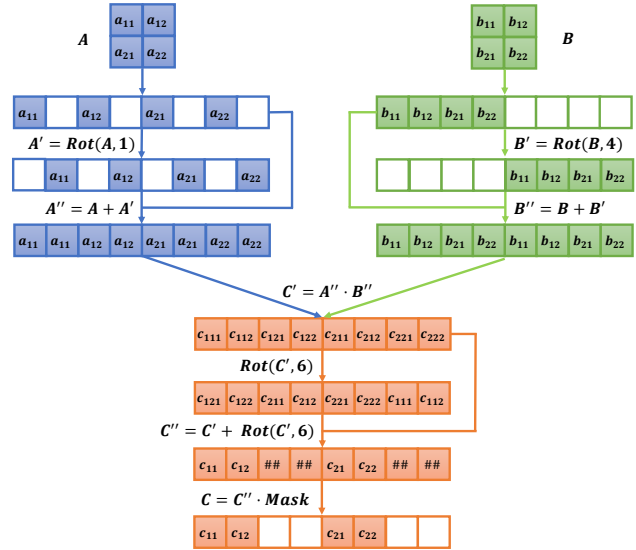 A
a11 a12
a21 a22
B
b11 b12
b21 b22
a11 a12 a21 a22
b11 b12 b21 b22
A' = Rot(A, 1)
B' = Rot(B, 4)
a11 a12 a21 a22
b11 b12 b21 b22
A'' = A + A'
B'' = B + B'
a11 a11 a12 a12 a21 a21 a22 a22
b11 b12 b21 b22 b11 b12 b21 b22
C' = A'' · B''
c111 c112 c121 c122 c211 c212 c221 c222
Rot(C', 6)
c121 c122 c211 c212 c221 c222 c111 c112
C'' = C' + Rot(C', 6)
c11 c12 ## ## c21 c22 ## ##
C = C'' · Mask
c11 c12 c21 c22